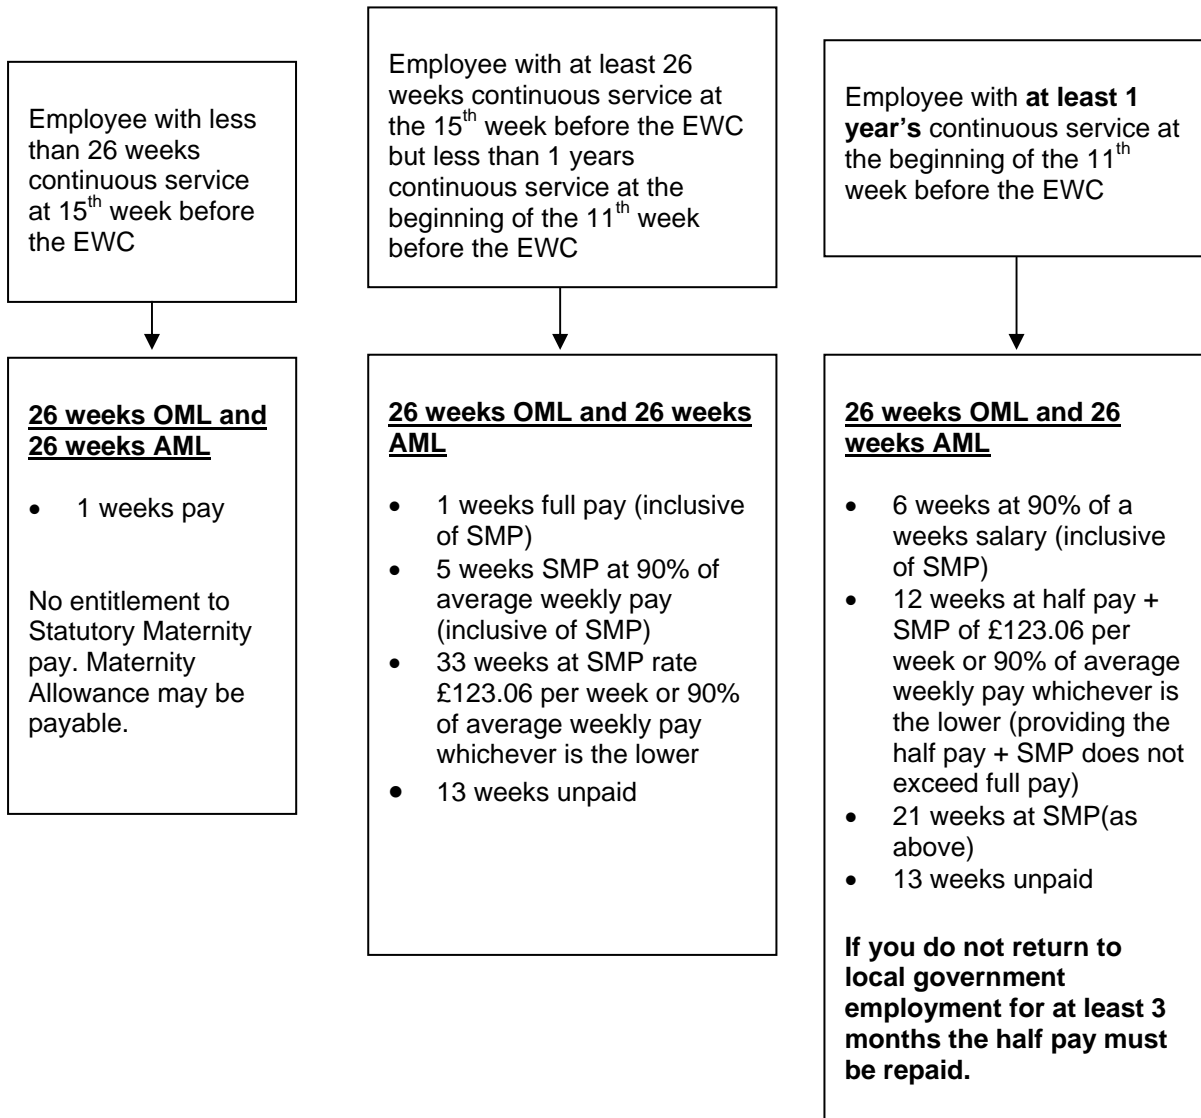 Employee with less
than 26 weeks
continuous service
at 15th week before
the EWC
Employee with at least 26
weeks continuous service at
the 15th week before the EWC
but less than 1 years
continuous service at the
beginning of the 11th week
before the EWC
Employee with at least 1
year's continuous service at
the beginning of the 11th
week before the EWC
26 weeks OML and
26 weeks AML
• 1 weeks pay
No entitlement to
Statutory Maternity
pay. Maternity
Allowance may be
payable.
26 weeks OML and 26 weeks
AML
• 1 weeks full pay (inclusive
of SMP)
• 5 weeks SMP at 90% of
average weekly pay
(inclusive of SMP)
• 33 weeks at SMP rate
£123.06 per week or 90%
of average weekly pay
whichever is the lower
• 13 weeks unpaid
26 weeks OML and 26
weeks AML
• 6 weeks at 90% of a
weeks salary (inclusive
of SMP)
• 12 weeks at half pay +
SMP of £123.06 per
week or 90% of average
weekly pay whichever is
the lower (providing the
half pay + SMP does not
exceed full pay)
• 21 weeks at SMP(as
above)
• 13 weeks unpaid
If you do not return to
local government
employment for at least 3
months the half pay must
be repaid.